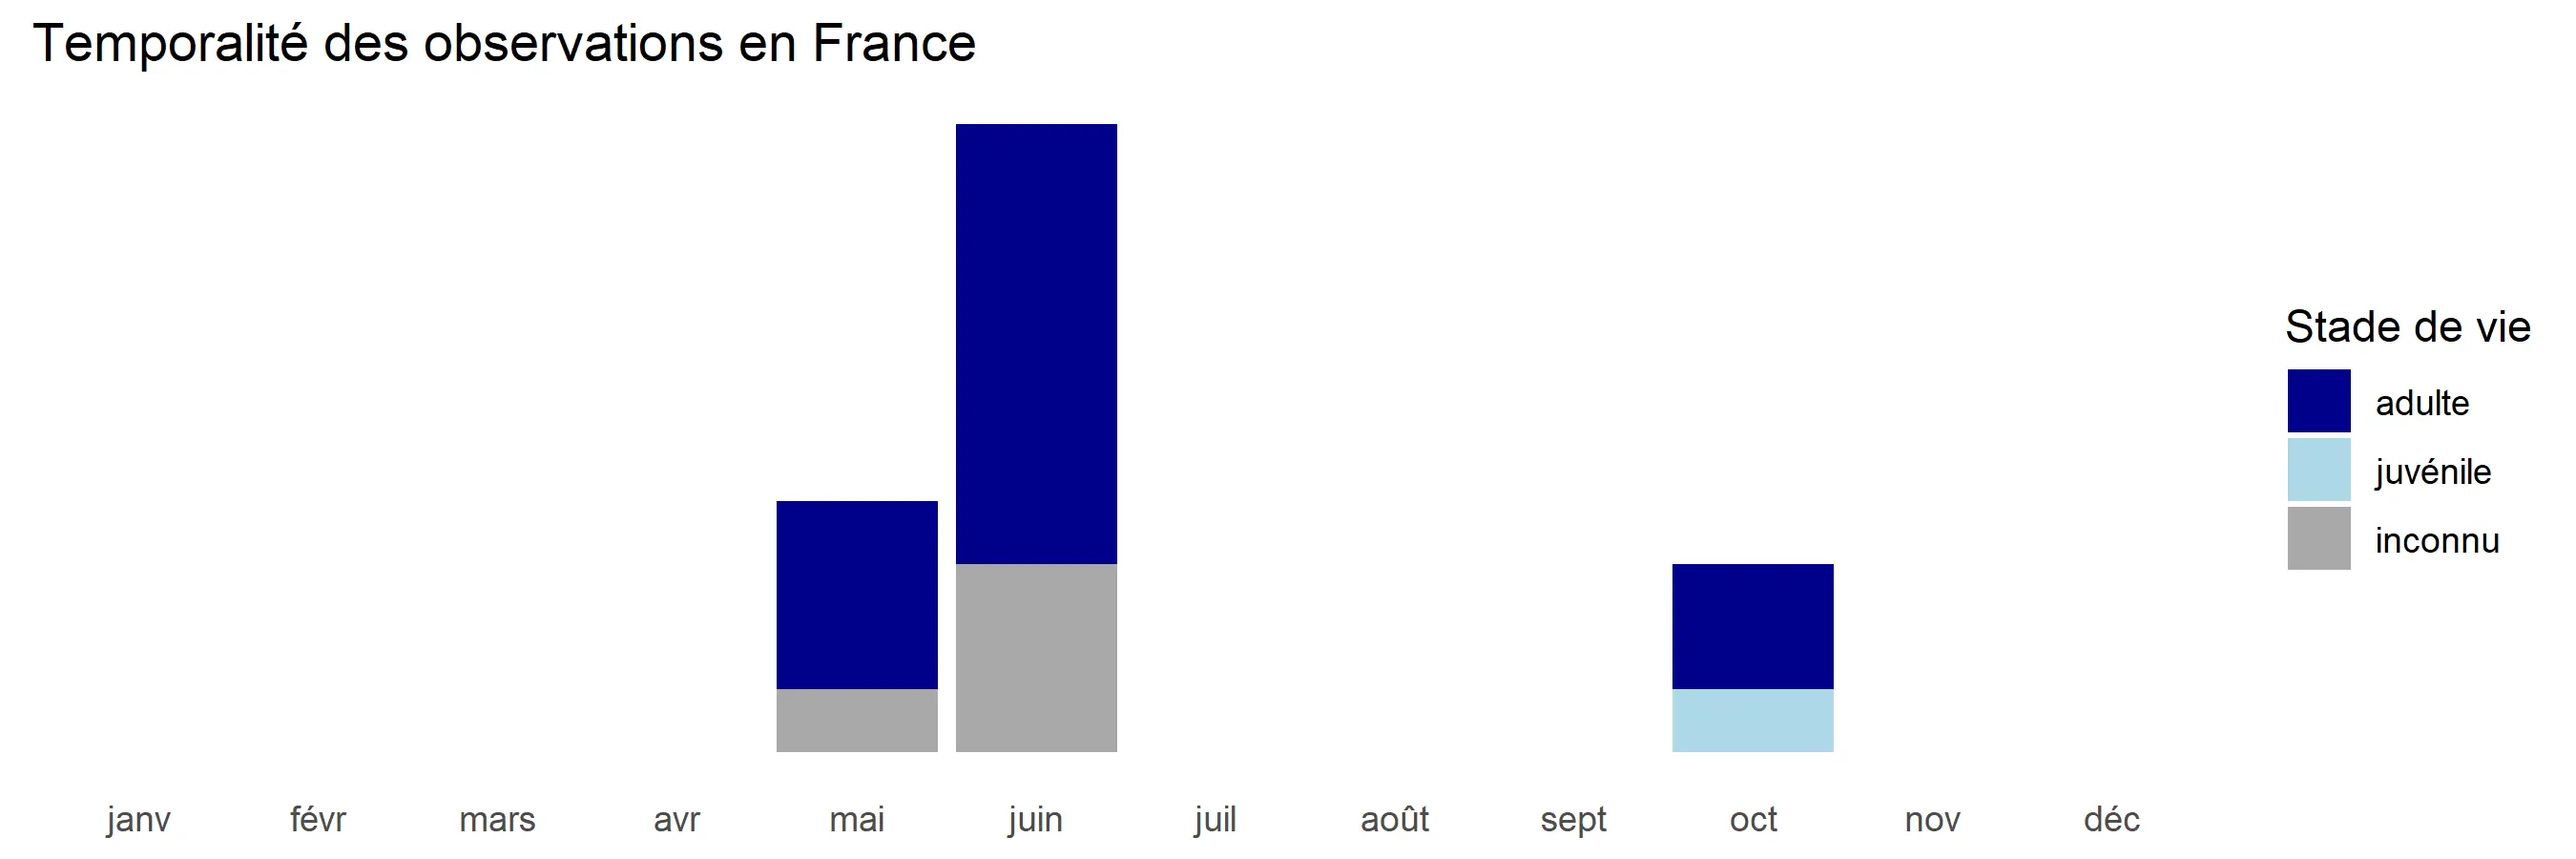 Temporalité des observations en France
Stade de vie
adulte
juvénile
inconnu
janv févr mars avr mai juin juil août sept oct nov déc